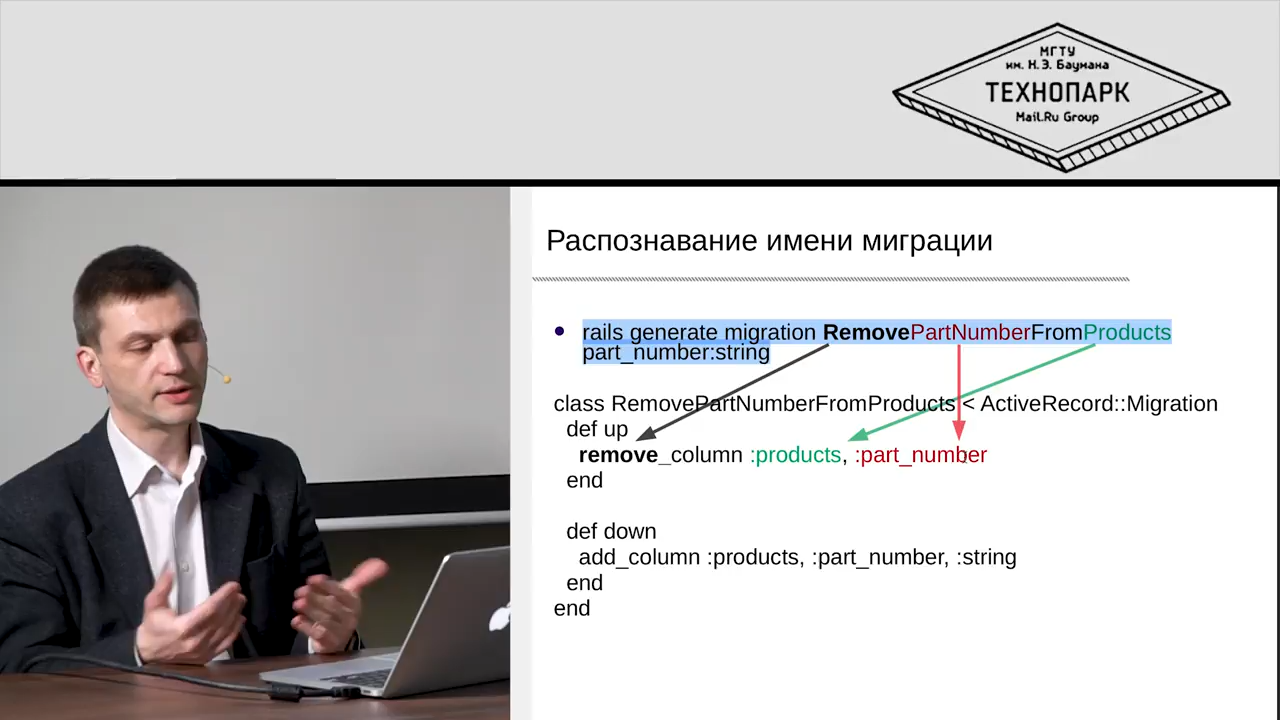 МГТУ
им. Н.Э. Баумана
ТЕХНОПАРК
Mail.Ru Group
Распознавание имени миграции
rails generate migration RemovePartNumberFromProducts
part_number:string
class RemovePartNumberFromProducts < ActiveRecord::Migration
def up
remove_column :products, :part_number
end
def down
add_column :products, :part_number, :string
end
end